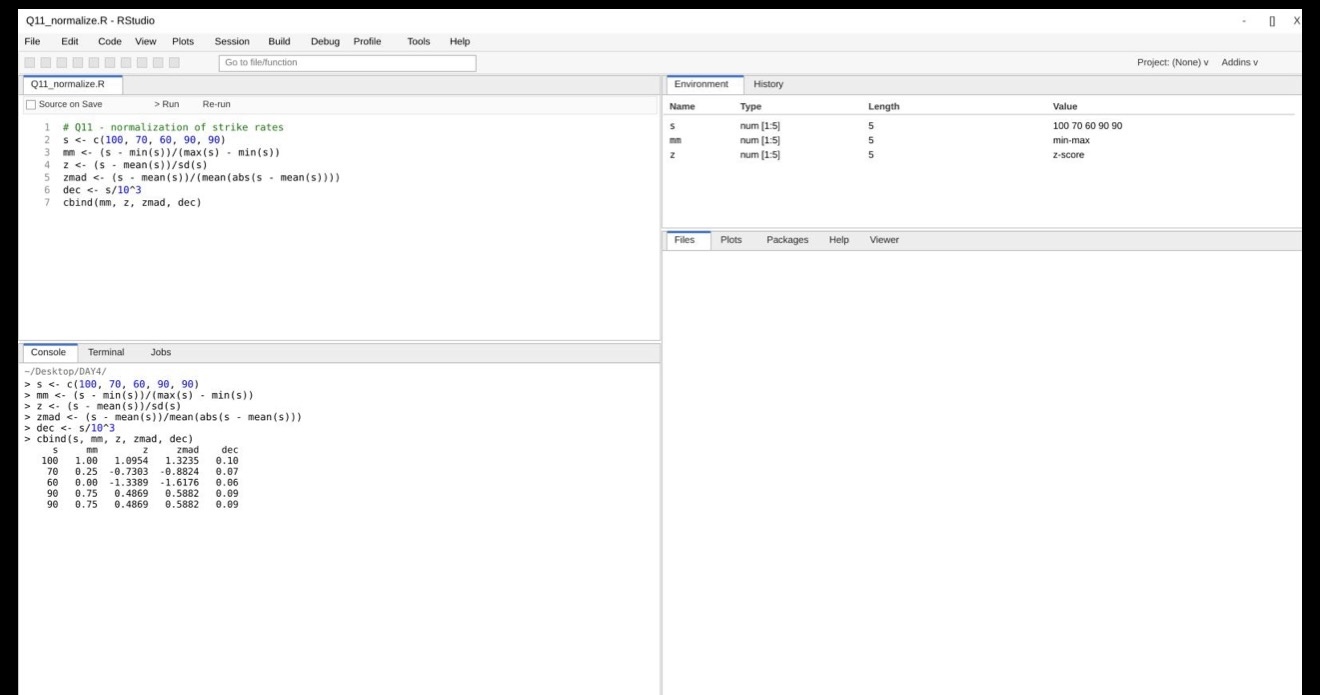 Q11_normalize.R - RStudio - [] X
File Edit Code View Plots Session Build Debug Profile Tools Help
Go to file/function Project: (None) v Addins v
Q11_normalize.R
Source on Save > Run Re-run
1 # Q11 - normalization of strike rates
2 s <- c(100, 70, 60, 90, 90)
3 mm <- (s - min(s))/(max(s) - min(s))
4 z <- (s - mean(s))/sd(s)
5 zmad <- (s - mean(s))/(mean(abs(s - mean(s))))
6 dec <- s/10^3
7 cbind(mm, z, zmad, dec)
Console Terminal Jobs
~/Desktop/DAY4/
> s <- c(100, 70, 60, 90, 90)
> mm <- (s - min(s))/(max(s) - min(s))
> z <- (s - mean(s))/sd(s)
> zmad <- (s - mean(s))/mean(abs(s - mean(s)))
> dec <- s/10^3
> cbind(s, mm, z, zmad, dec)
s mm z zmad dec
100 1.00 1.0954 1.3235 0.10
70 0.25 -0.7303 -0.8824 0.07
60 0.00 -1.3389 -1.6176 0.06
90 0.75 0.4869 0.5882 0.09
90 0.75 0.4869 0.5882 0.09
Environment History
Name Type Length Value
s num [1:5] 5 100 70 60 90 90
mm num [1:5] 5 min-max
z num [1:5] 5 z-score
Files Plots Packages Help Viewer